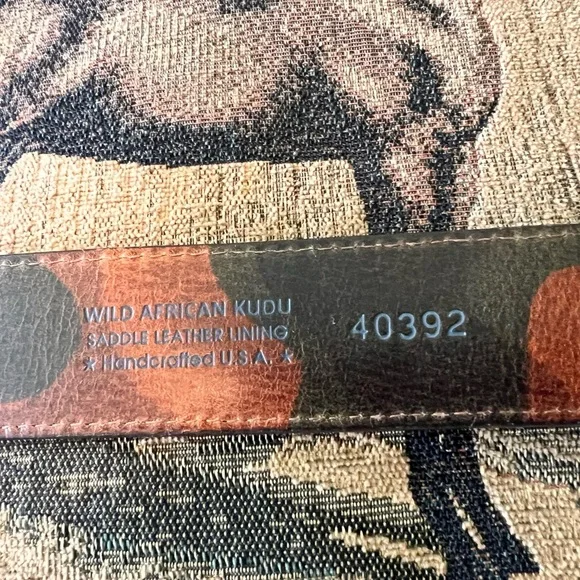 WILD AFRICAN KUDU
SADDLE LEATHER LINING
★ Handcrafted U.S.A. ★
40392